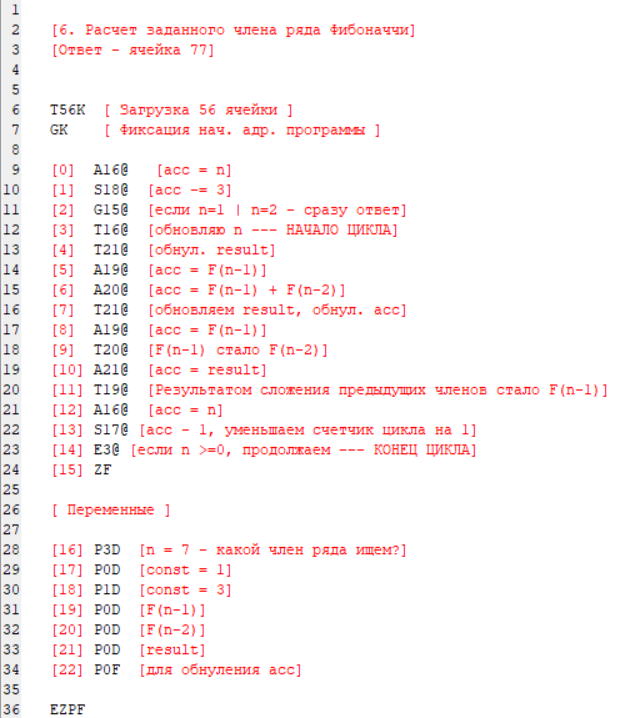 1
2 [6. Расчет заданного члена ряда Фибоначчи]
3 [Ответ - ячейка 77]
4
5
6 T56K [ Загрузка 56 ячейки ]
7 GK [ Фиксация нач. адр. программы ]
8
9 [0] A16@ [acc = n]
10 [1] S18@ [acc -= 3]
11 [2] G15@ [если n=1 | n=2 - сразу ответ]
12 [3] T16@ [обновляю n --- НАЧАЛО ЦИКЛА]
13 [4] T21@ [обнул. result]
14 [5] A19@ [acc = F(n-1)]
15 [6] A20@ [acc = F(n-1) + F(n-2)]
16 [7] T21@ [обновляем result, обнул. acc]
17 [8] A19@ [acc = F(n-1)]
18 [9] T20@ [F(n-1) стало F(n-2)]
19 [10] A21@ [acc = result]
20 [11] T19@ [Результатом сложения предыдущих членов стало F(n-1)]
21 [12] A16@ [acc = n]
22 [13] S17@ [acc - 1, уменьшаем счетчик цикла на 1]
23 [14] E3@ [если n >=0, продолжаем --- КОНЕЦ ЦИКЛА]
24 [15] ZF
25
26 [ Переменные ]
27
28 [16] P3D [n = 7 - какой член ряда ищем?]
29 [17] P0D [const = 1]
30 [18] P1D [const = 3]
31 [19] P0D [F(n-1)]
32 [20] P0D [F(n-2)]
33 [21] P0D [result]
34 [22] P0F [для обнуления acc]
35
36 EZPF